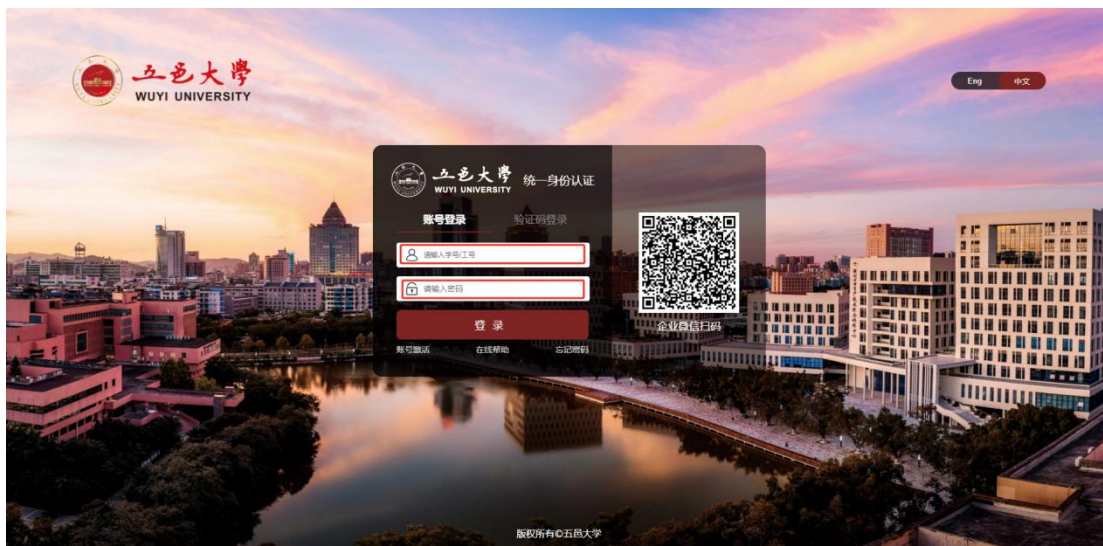 五邑大學
WUYI UNIVERSITY
Eng 中文
五邑大學
WUYI UNIVERSITY
统一身份认证
账号登录 验证码登录
请输入学号/工号
请输入密码
登 录
账号激活 在线帮助 忘记密码
企业微信扫码
版权所有©五邑大学